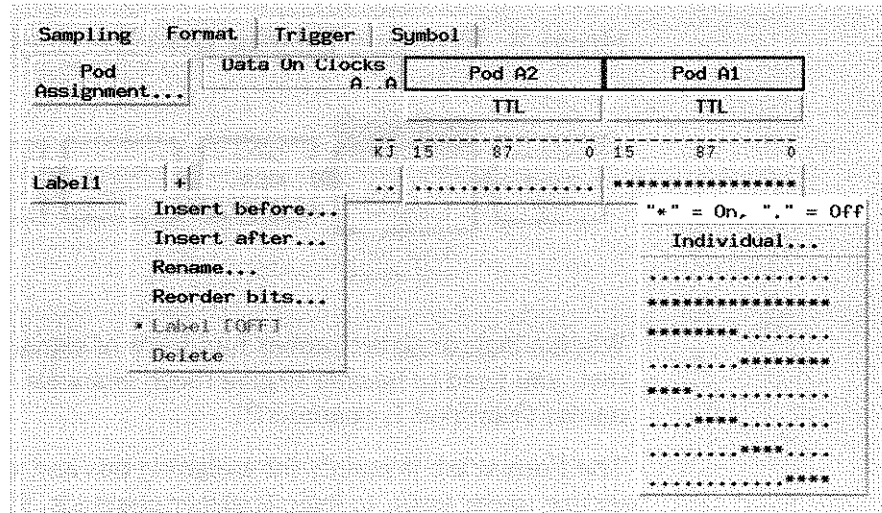 Sampling Format Trigger Symbol
Pod Assignment... Data On Clocks A..A Pod A2 Pod A1
TTL TTL
KJ 15 87 0 15 87 0
Label1 + .. ................ ****************
Insert before...
Insert after...
Rename...
Reorder bits...
* Label [OFF]
Delete
"*" = On, "." = Off
Individual...
................
****************
********........
........********
****............
....****........
........****....
............****